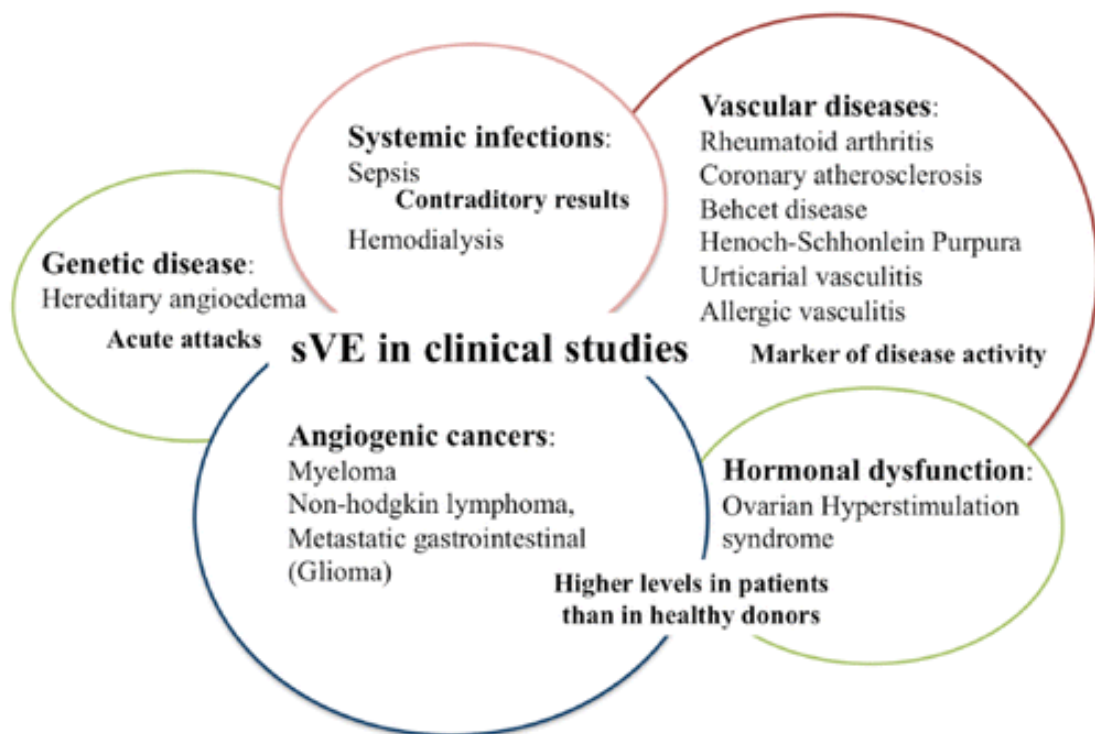 Systemic infections:
Sepsis
Contraditory results
Hemodialysis
Vascular diseases:
Rheumatoid arthritis
Coronary atherosclerosis
Behcet disease
Henoch-Schhonlein Purpura
Urticarial vasculitis
Allergic vasculitis
Marker of disease activity
Genetic disease:
Hereditary angioedema
Acute attacks
sVE in clinical studies
Angiogenic cancers:
Myeloma
Non-hodgkin lymphoma,
Metastatic gastrointestinal
(Glioma)
Hormonal dysfunction:
Ovarian Hyperstimulation
syndrome
Higher levels in patients
than in healthy donors